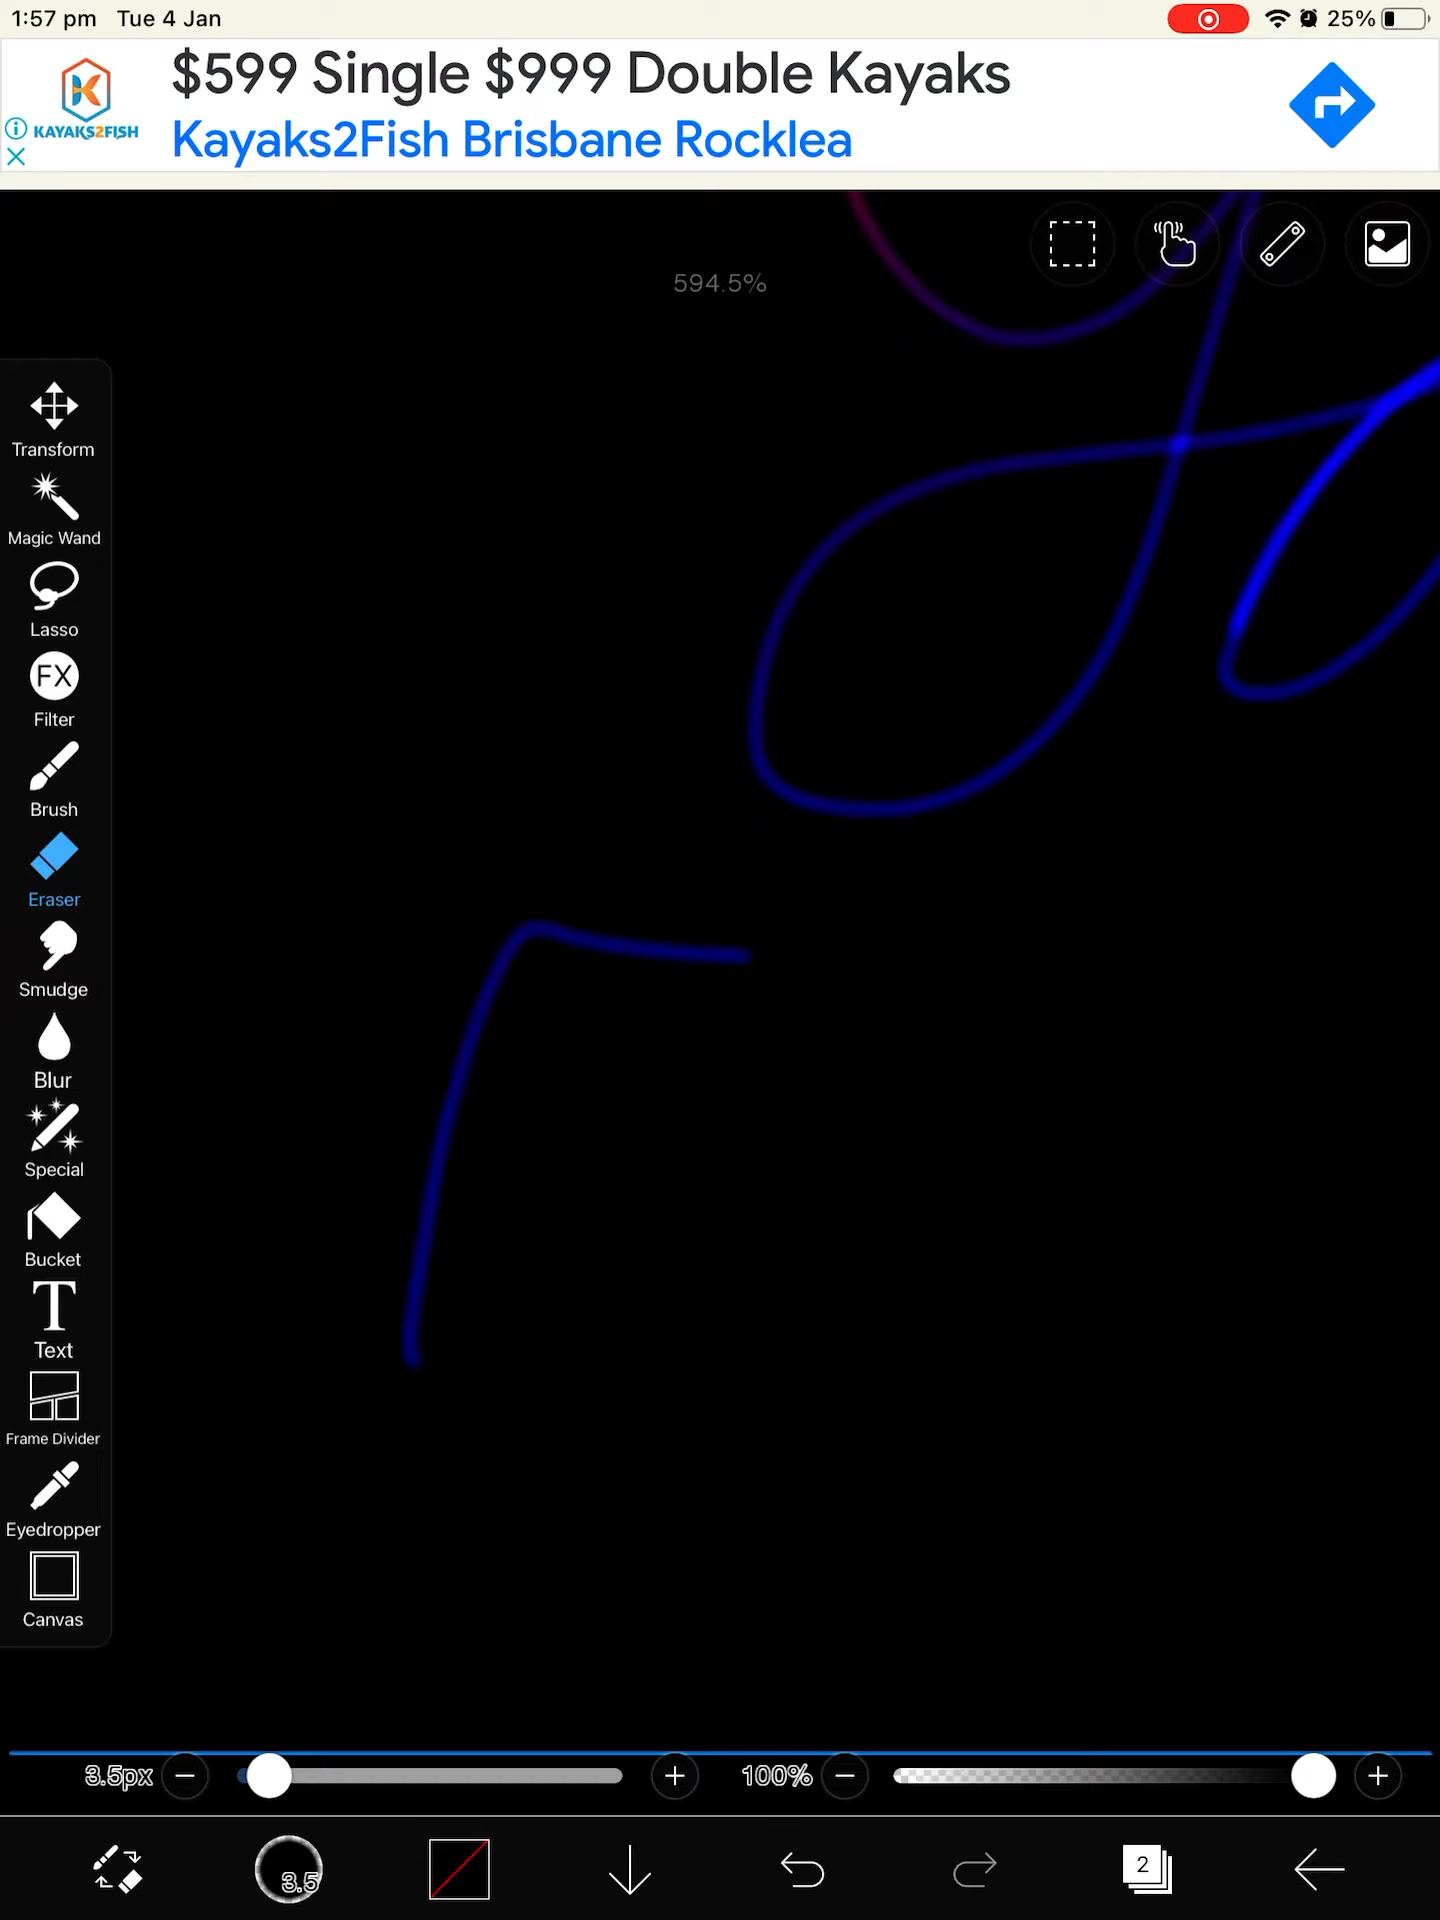 1:57 pm Tue 4 Jan 25%
$599 Single $999 Double Kayaks
KAYAKS2FISH Kayaks2Fish Brisbane Rocklea
594.5%
Transform
Magic Wand
Lasso
FX
Filter
Brush
Eraser
Smudge
Blur
Special
Bucket
T
Text
Frame Divider
Eyedropper
Canvas
3.5px 100%
3.5 2